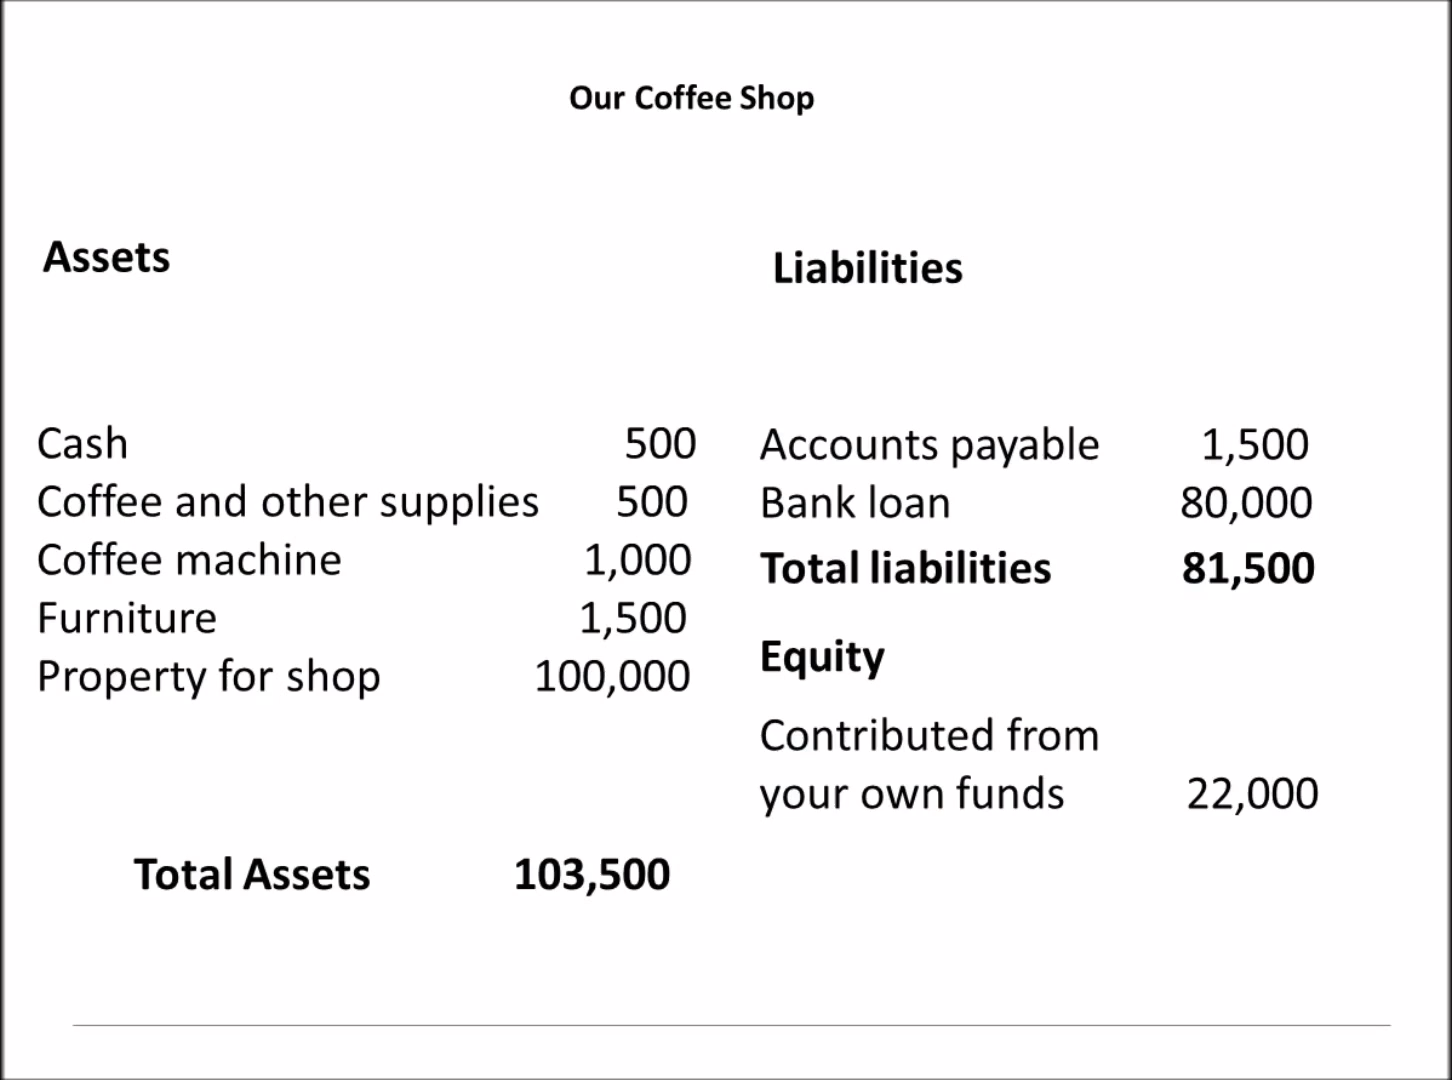 Our Coffee Shop
Assets
Cash 500
Coffee and other supplies 500
Coffee machine 1,000
Furniture 1,500
Property for shop 100,000
Total Assets 103,500
Liabilities
Accounts payable 1,500
Bank loan 80,000
Total liabilities 81,500
Equity
Contributed from
your own funds 22,000